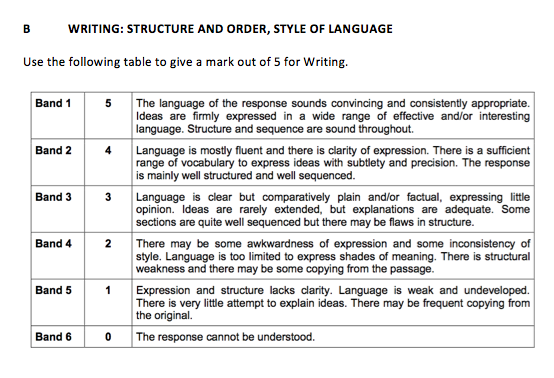 B WRITING: STRUCTURE AND ORDER, STYLE OF LANGUAGE
Use the following table to give a mark out of 5 for Writing.
Band 1 5 The language of the response sounds convincing and consistently appropriate.
Ideas are firmly expressed in a wide range of effective and/or interesting
language. Structure and sequence are sound throughout.
Band 2 4 Language is mostly fluent and there is clarity of expression. There is a sufficient
range of vocabulary to express ideas with subtlety and precision. The response
is mainly well structured and well sequenced.
Band 3 3 Language is clear but comparatively plain and/or factual, expressing little
opinion. Ideas are rarely extended, but explanations are adequate. Some
sections are quite well sequenced but there may be flaws in structure.
Band 4 2 There may be some awkwardness of expression and some inconsistency of
style. Language is too limited to express shades of meaning. There is structural
weakness and there may be some copying from the passage.
Band 5 1 Expression and structure lacks clarity. Language is weak and undeveloped.
There is very little attempt to explain ideas. There may be frequent copying from
the original.
Band 6 0 The response cannot be understood.